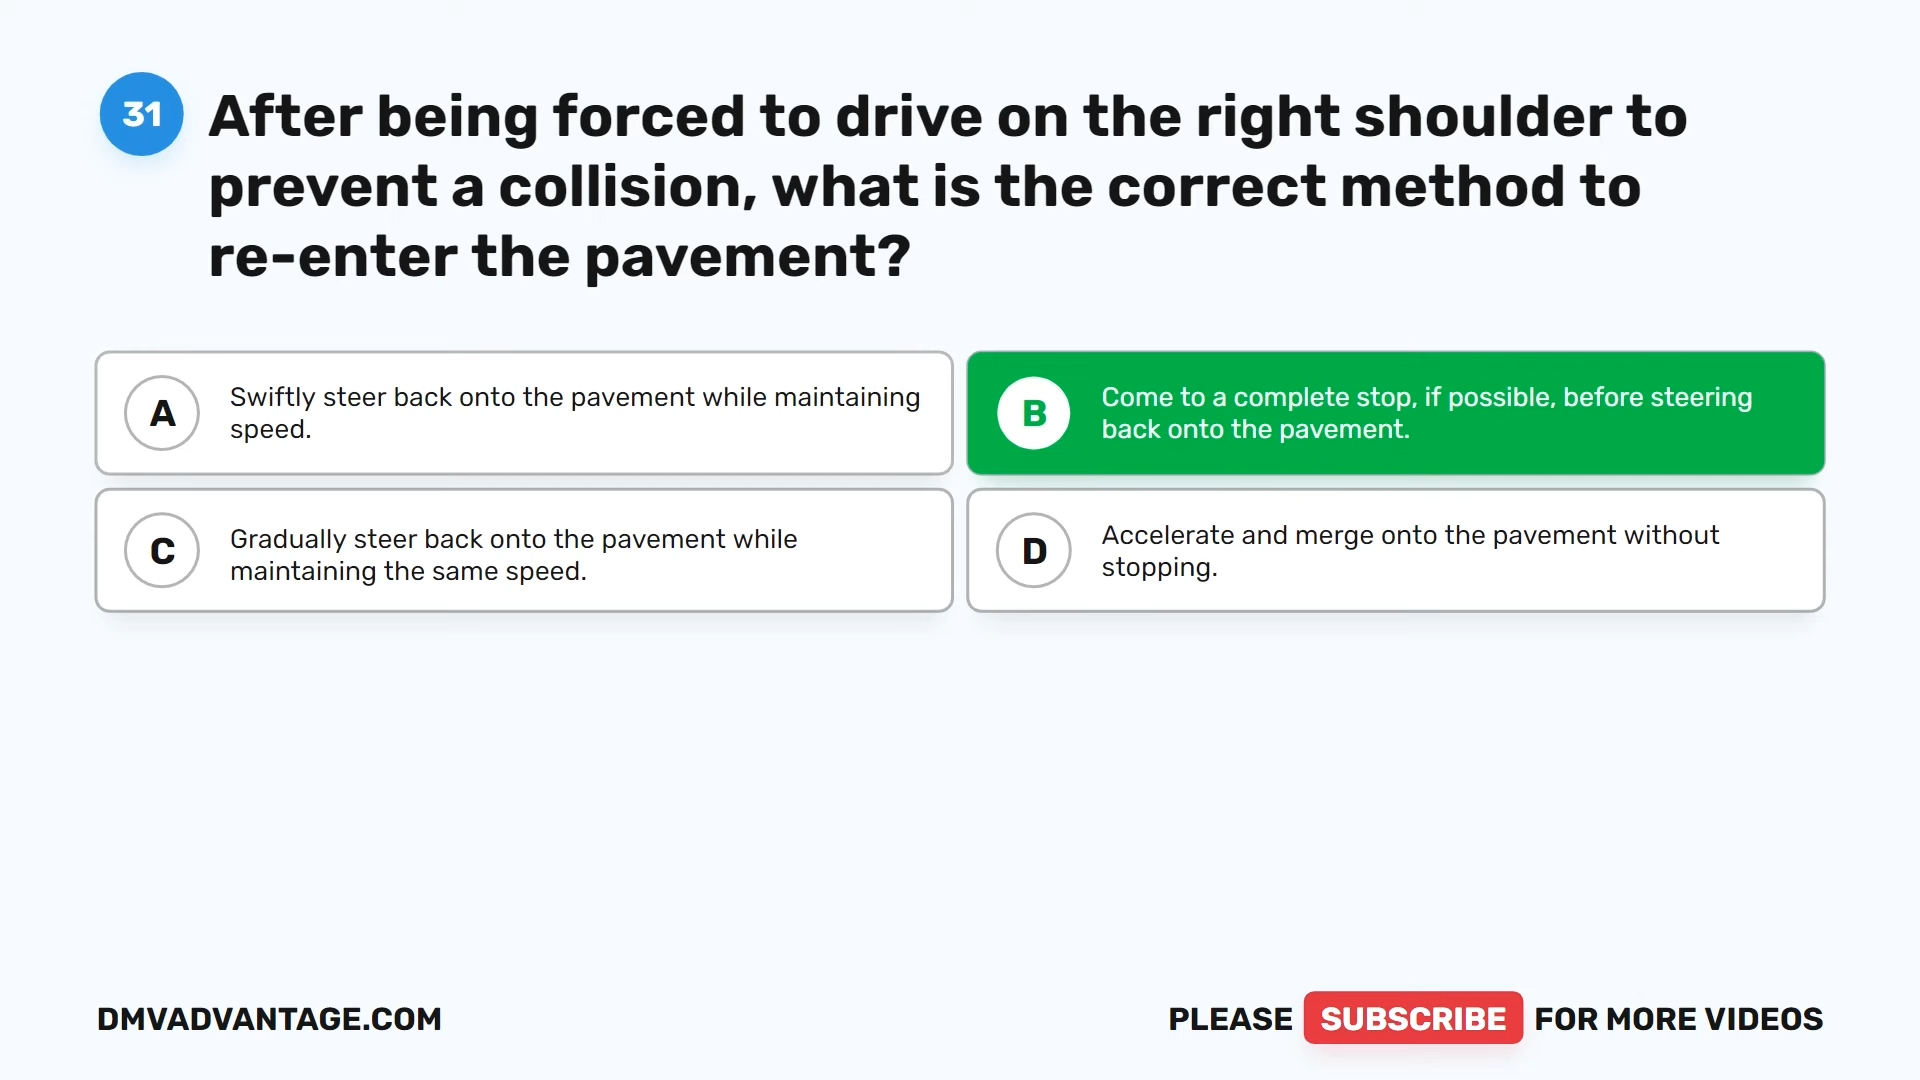 31
After being forced to drive on the right shoulder to
prevent a collision, what is the correct method to
re-enter the pavement?
A
Swiftly steer back onto the pavement while maintaining
speed.
B
Come to a complete stop, if possible, before steering
back onto the pavement.
C
Gradually steer back onto the pavement while
maintaining the same speed.
D
Accelerate and merge onto the pavement without
stopping.
DMVADVANTAGE.COM
PLEASE SUBSCRIBE FOR MORE VIDEOS